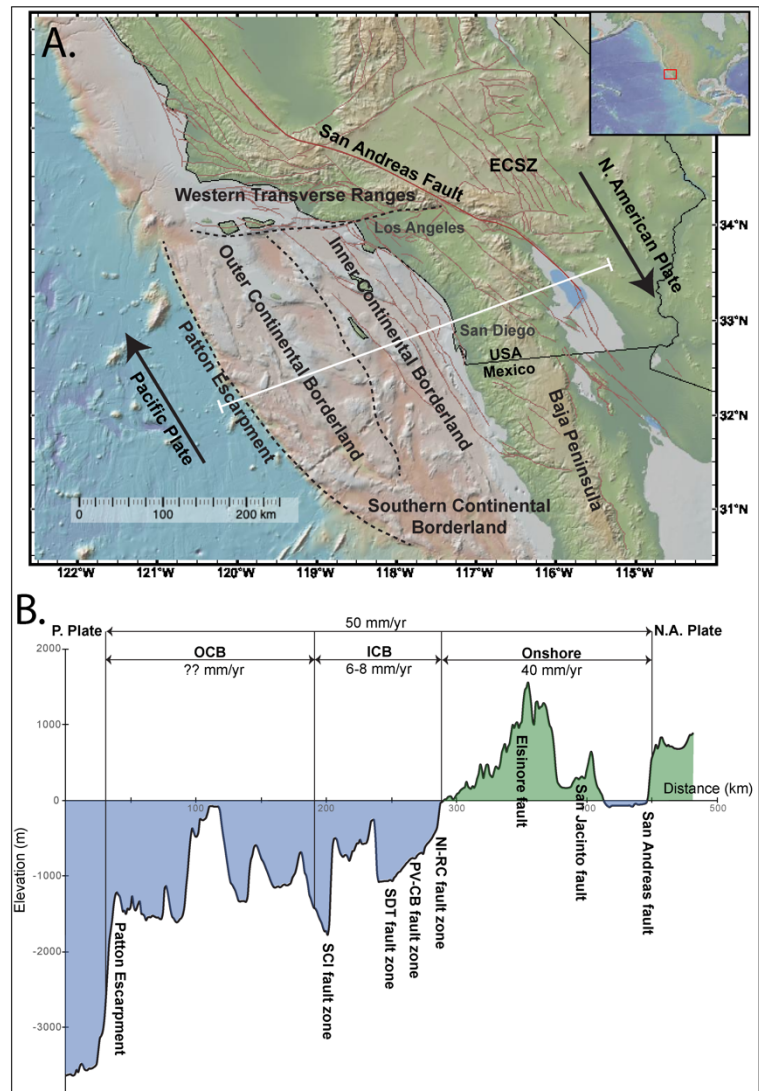 A.
San Andreas Fault
ECSZ
N. American Plate
Western Transverse Ranges
Los Angeles
34°N
Outer Continental Borderland
Inner Continental Borderland
Patton Escarpment
San Diego
33°N
USA
Mexico
Pacific Plate
Baja Peninsula
32°N
0 100 200 km
Southern Continental
Borderland
31°N
122°W 121°W 120°W 119°W 118°W 117°W 116°W 115°W
B.
P. Plate 50 mm/yr N.A. Plate
2000
OCB ICB Onshore
?? mm/yr 6-8 mm/yr 40 mm/yr
1000
Elevation (m)
0 100 200 300 400 500
Distance (km)
-1000
-2000
-3000
Patton Escarpment
SCI fault zone
SDT fault zone
PV-CB fault zone
NI-RC fault zone
Elsinore fault
San Jacinto fault
San Andreas fault